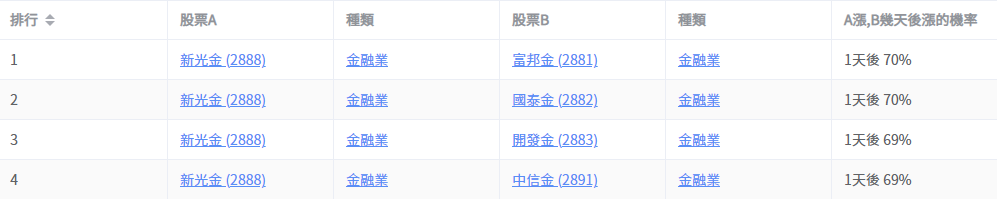 排行 股票A 種類 股票B 種類 A漲,B幾天後漲的機率
1 新光金 (2888) 金融業 富邦金 (2881) 金融業 1天後 70%
2 新光金 (2888) 金融業 國泰金 (2882) 金融業 1天後 70%
3 新光金 (2888) 金融業 開發金 (2883) 金融業 1天後 69%
4 新光金 (2888) 金融業 中信金 (2891) 金融業 1天後 69%